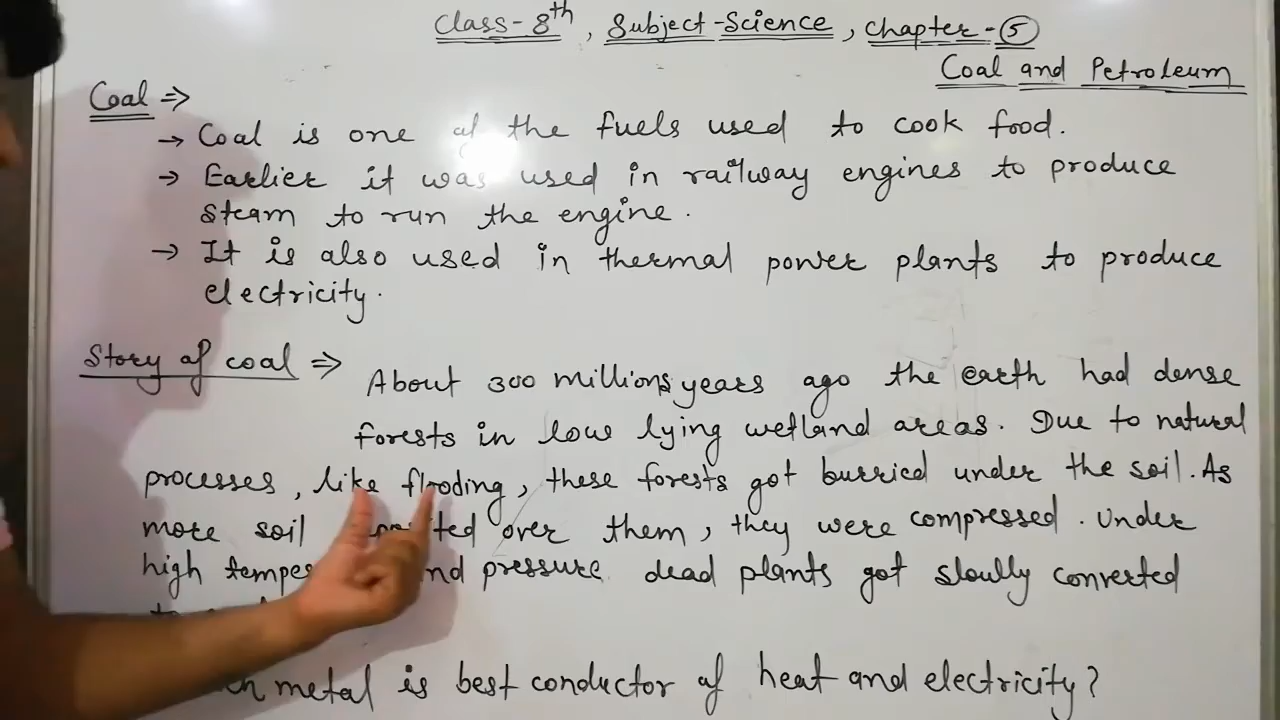 Class-8th, Subject-Science, Chapter-5
Coal and Petroleum
Coal ⇒
→ Coal is one of the fuels used to cook food.
→ Earlier it was used in railway engines to produce
steam to run the engine.
→ It is also used in thermal power plants to produce
electricity.
Story of coal ⇒ About 300 millions years ago the earth had dense
forests in low lying wetland areas. Due to natural
processes, like flooding, these forests got burried under the soil. As
more soil over them, they were compressed. Under
high pressure dead plants got slowly converted
metal is best conductor of heat and electricity?